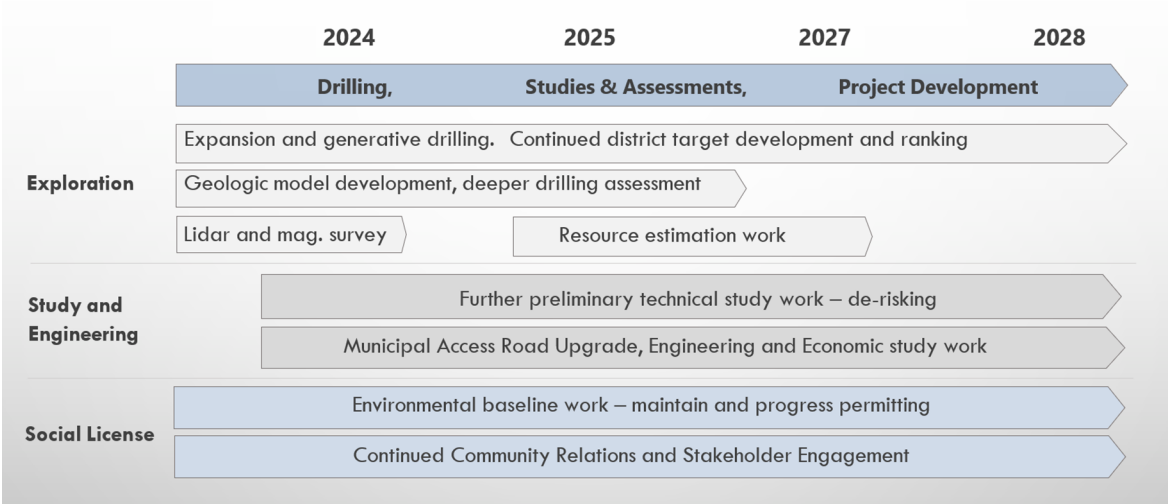 2024 2025 2027 2028
Drilling, Studies & Assessments, Project Development
Expansion and generative drilling. Continued district target development and ranking
Exploration
Geologic model development, deeper drilling assessment
Lidar and mag. survey
Resource estimation work
Study and
Engineering
Further preliminary technical study work – de-risking
Municipal Access Road Upgrade, Engineering and Economic study work
Social License
Environmental baseline work – maintain and progress permitting
Continued Community Relations and Stakeholder Engagement